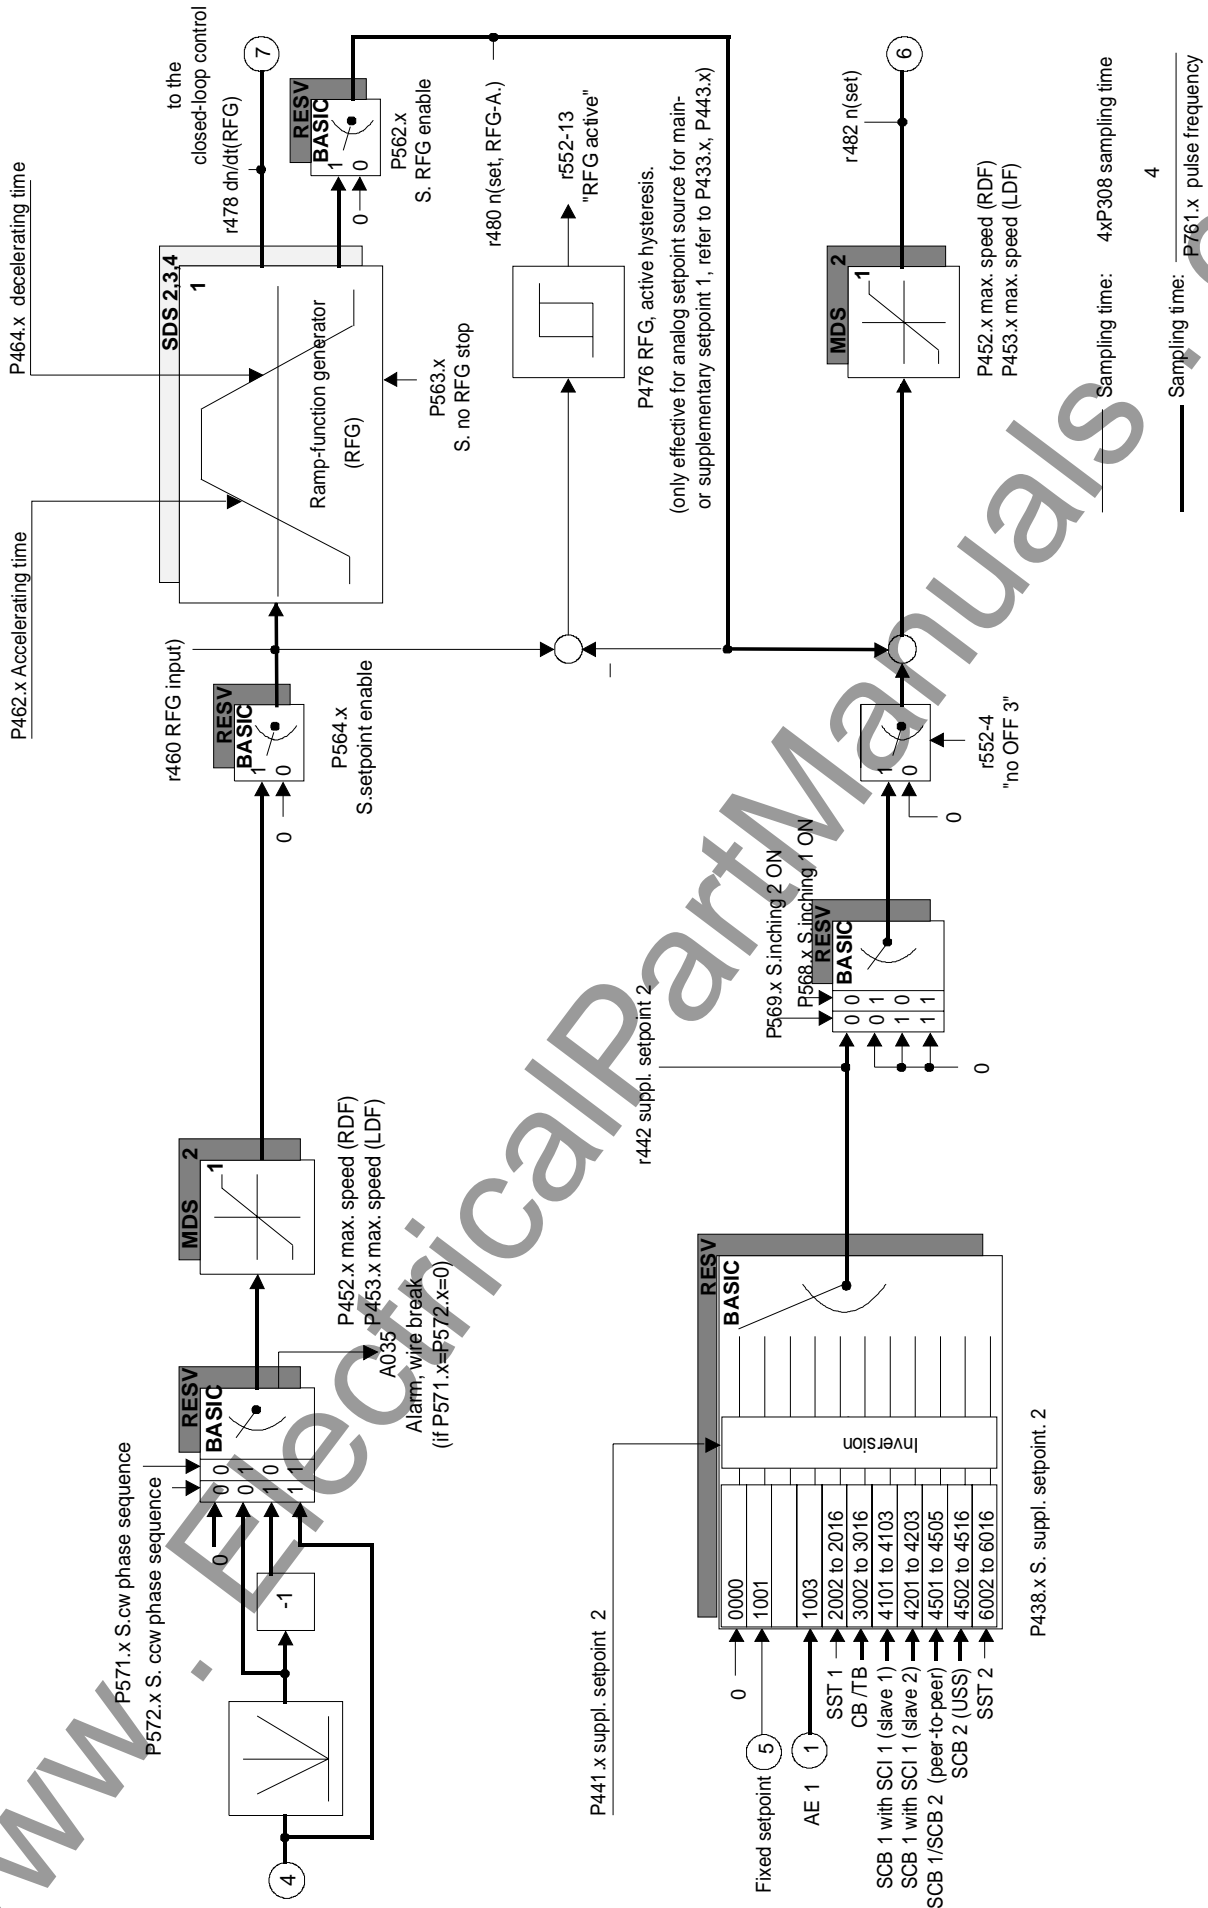 P571.x S.cw phase sequence
P572.x S. ccw phase sequence
4
-1
0
0 0
0 1
1 0
1 1
RESV
BASIC
A035
Alarm, wire break
(if P571.x=P572.x=0)
MDS 2
1
P452.x max. speed (RDF)
P453.x max. speed (LDF)
0
1
0
RESV
BASIC
P564.x
S.setpoint enable
r460 RFG input)
P462.x Accelerating time
P464.x decelerating time
SDS 2,3,4
1
Ramp-function generator
(RFG)
P563.x
S. no RFG stop
r478 dn/dt(RFG)
to the
closed-loop control
7
RESV
BASIC
1
0
0
P562.x
S. RFG enable
r480 n(set, RFG-A.)
r552-13
"RFG active"
P476 RFG, active hysteresis.
(only effective for analog setpoint source for main-
or supplementary setpoint 1, refer to P433.x, P443.x)
–
P441.x suppl. setpoint 2
0
Fixed setpoint 5
AE 1 1
SST 1
CB /TB
SCB 1 with SCI 1 (slave 1)
SCB 1 with SCI 1 (slave 2)
SCB 1/SCB 2 (peer-to-peer)
SCB 2 (USS)
SST 2
0000
1001
1003
2002 to 2016
3002 to 3016
4101 to 4103
4201 to 4203
4501 to 4505
4502 to 4516
6002 to 6016
Inversion
RESV
BASIC
P438.x S. suppl. setpoint. 2
r442 suppl. setpoint 2
P569.x S.inching 2 ON
P568.x S.inching 1 ON
0 0
0 1
1 0
1 1
0
RESV
BASIC
1
0
0
r552-4
"no OFF 3"
MDS 2
1
P452.x max. speed (RDF)
P453.x max. speed (LDF)
r482 n(set)
6
Sampling time: 4xP308 sampling time
Sampling time:
4
P761.x pulse frequency
www . ElectricalPartManuals .